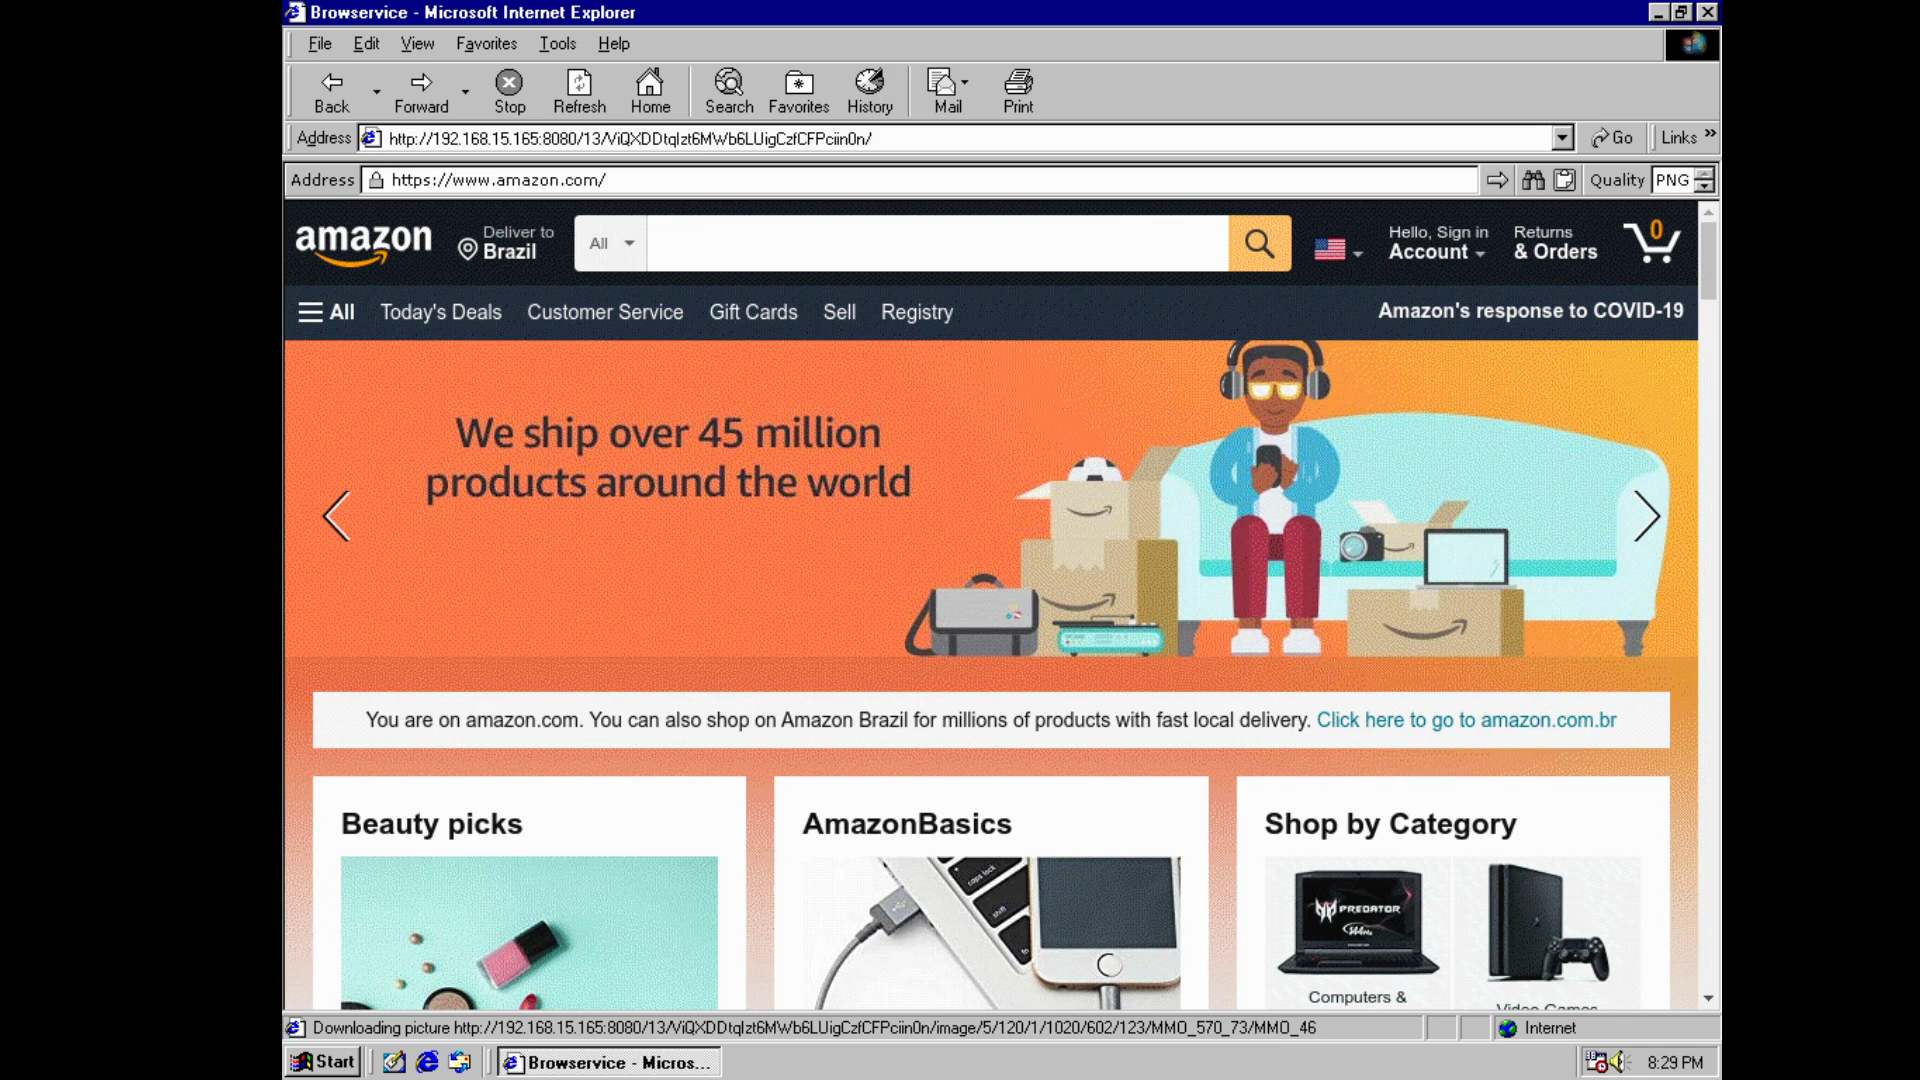 Browservice - Microsoft Internet Explorer
File Edit View Favorites Tools Help
Back Forward Stop Refresh Home Search Favorites History Mail Print
Address http://192.168.15.165:8080/13/ViQXDDtqIzt6MWb6LUigCzfCFPciin0n/ Go Links »
Address https://www.amazon.com/ Quality PNG
amazon
Deliver to
Brazil
All
Hello, Sign in
Account
Returns
& Orders
0
All Today's Deals Customer Service Gift Cards Sell Registry Amazon's response to COVID-19
We ship over 45 million
products around the world
You are on amazon.com. You can also shop on Amazon Brazil for millions of products with fast local delivery. Click here to go to amazon.com.br
Beauty picks
AmazonBasics
Shop by Category
caps lock
shift
fn
PREDATOR
144Hz
Computers &
Video Games
Downloading picture http://192.168.15.165:8080/13/ViQXDDtqIzt6MWb6LUigCzfCFPciin0n/image/5/120/1/1020/602/123/MMO_570_73/MMO_46
Internet
Start
Browservice - Micros...
8:29 PM